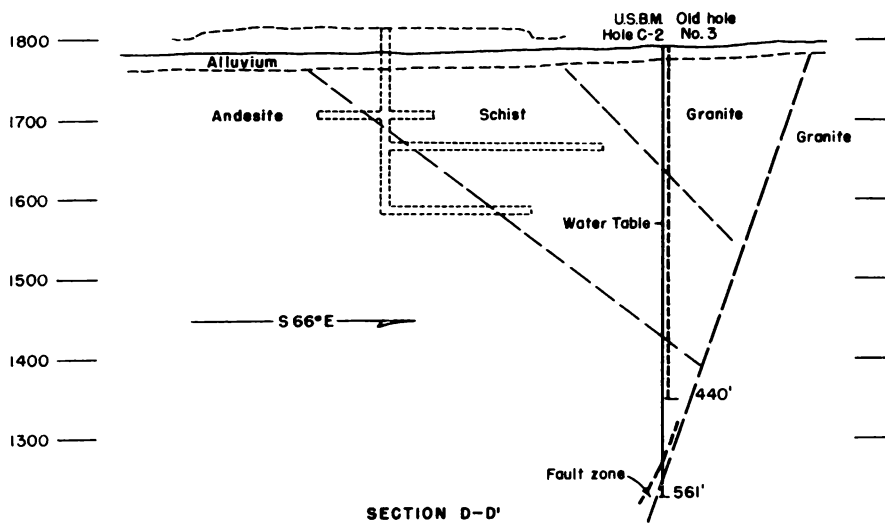 U.S.B.M. Old hole
Hole C-2 No. 3
1800
Alluvium
Andesite
Schist
Granite
Granite
1700
1600
Water Table
1500
S 66° E
1400
440'
1300
Fault zone
561'
SECTION D-D'